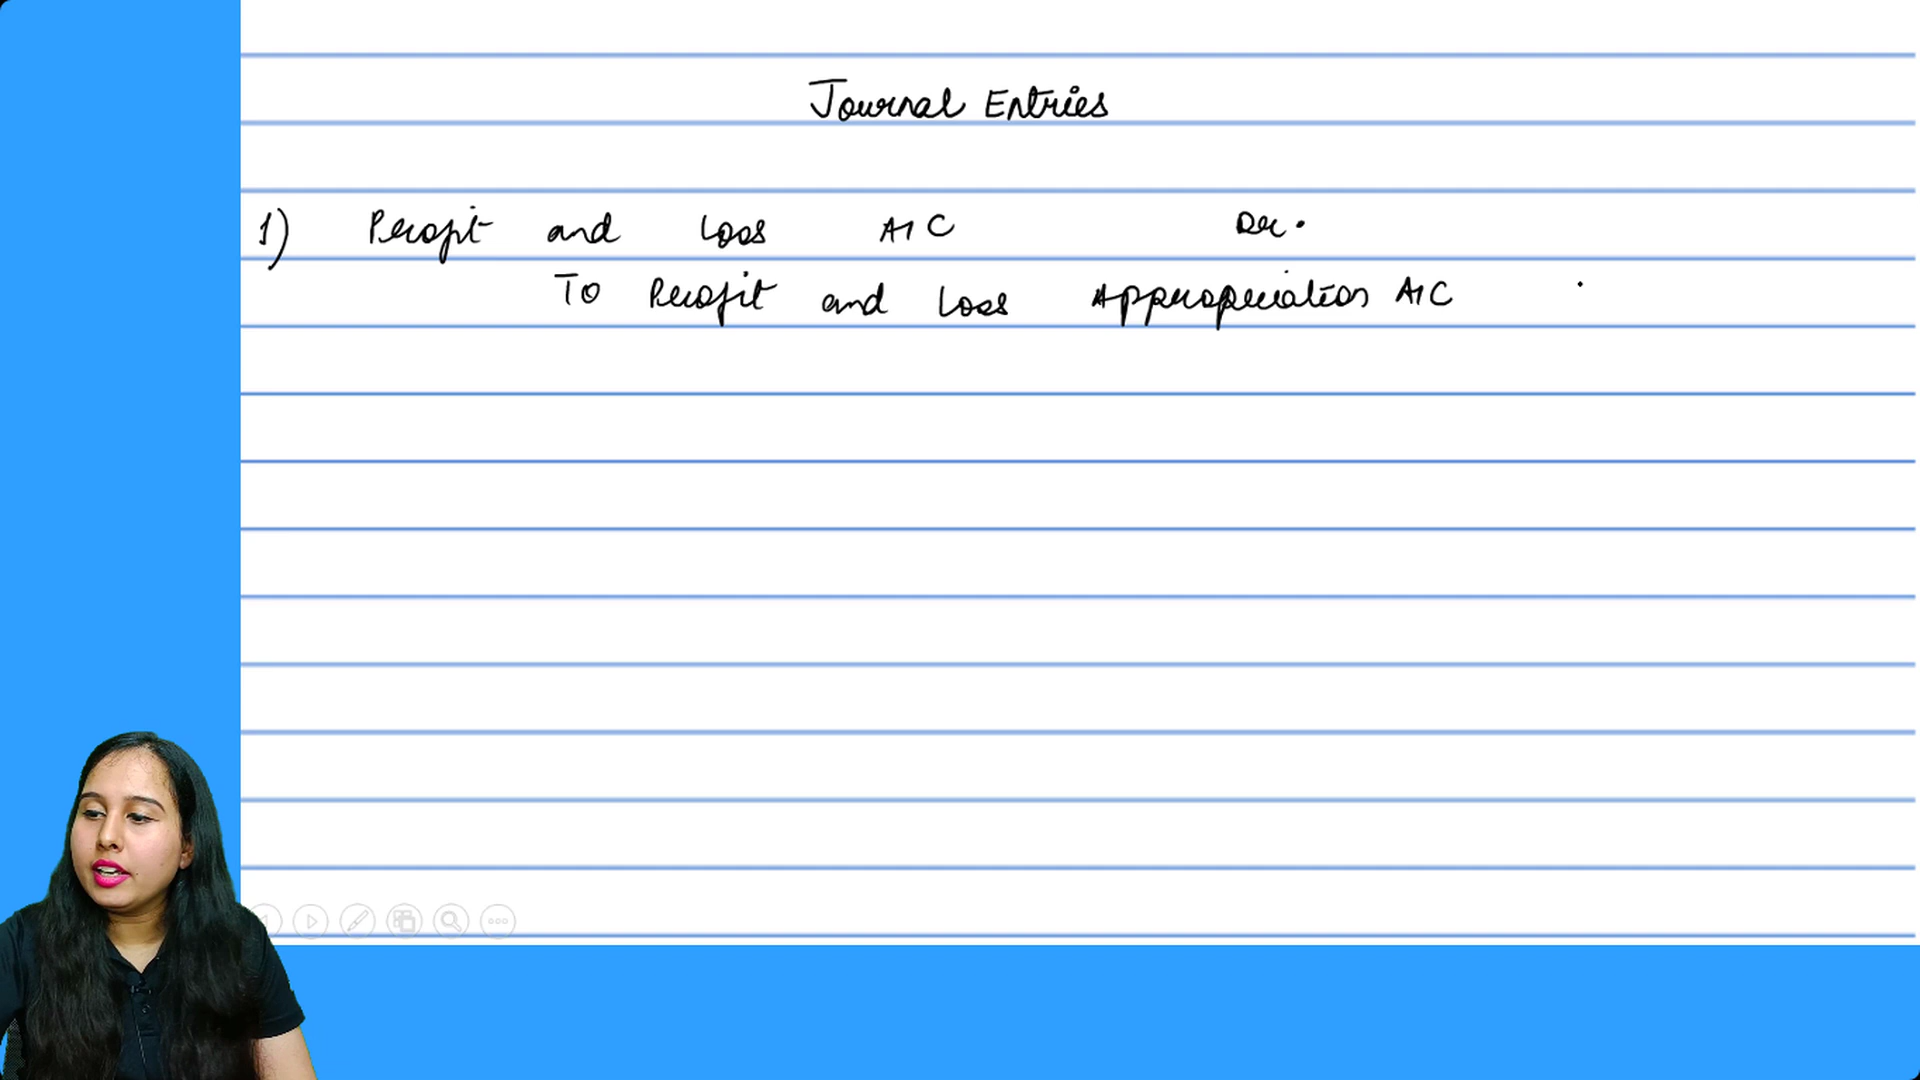 Journal Entries
1) Profit and Loss A/C Dr.
To Profit and Loss Appropriation A/C